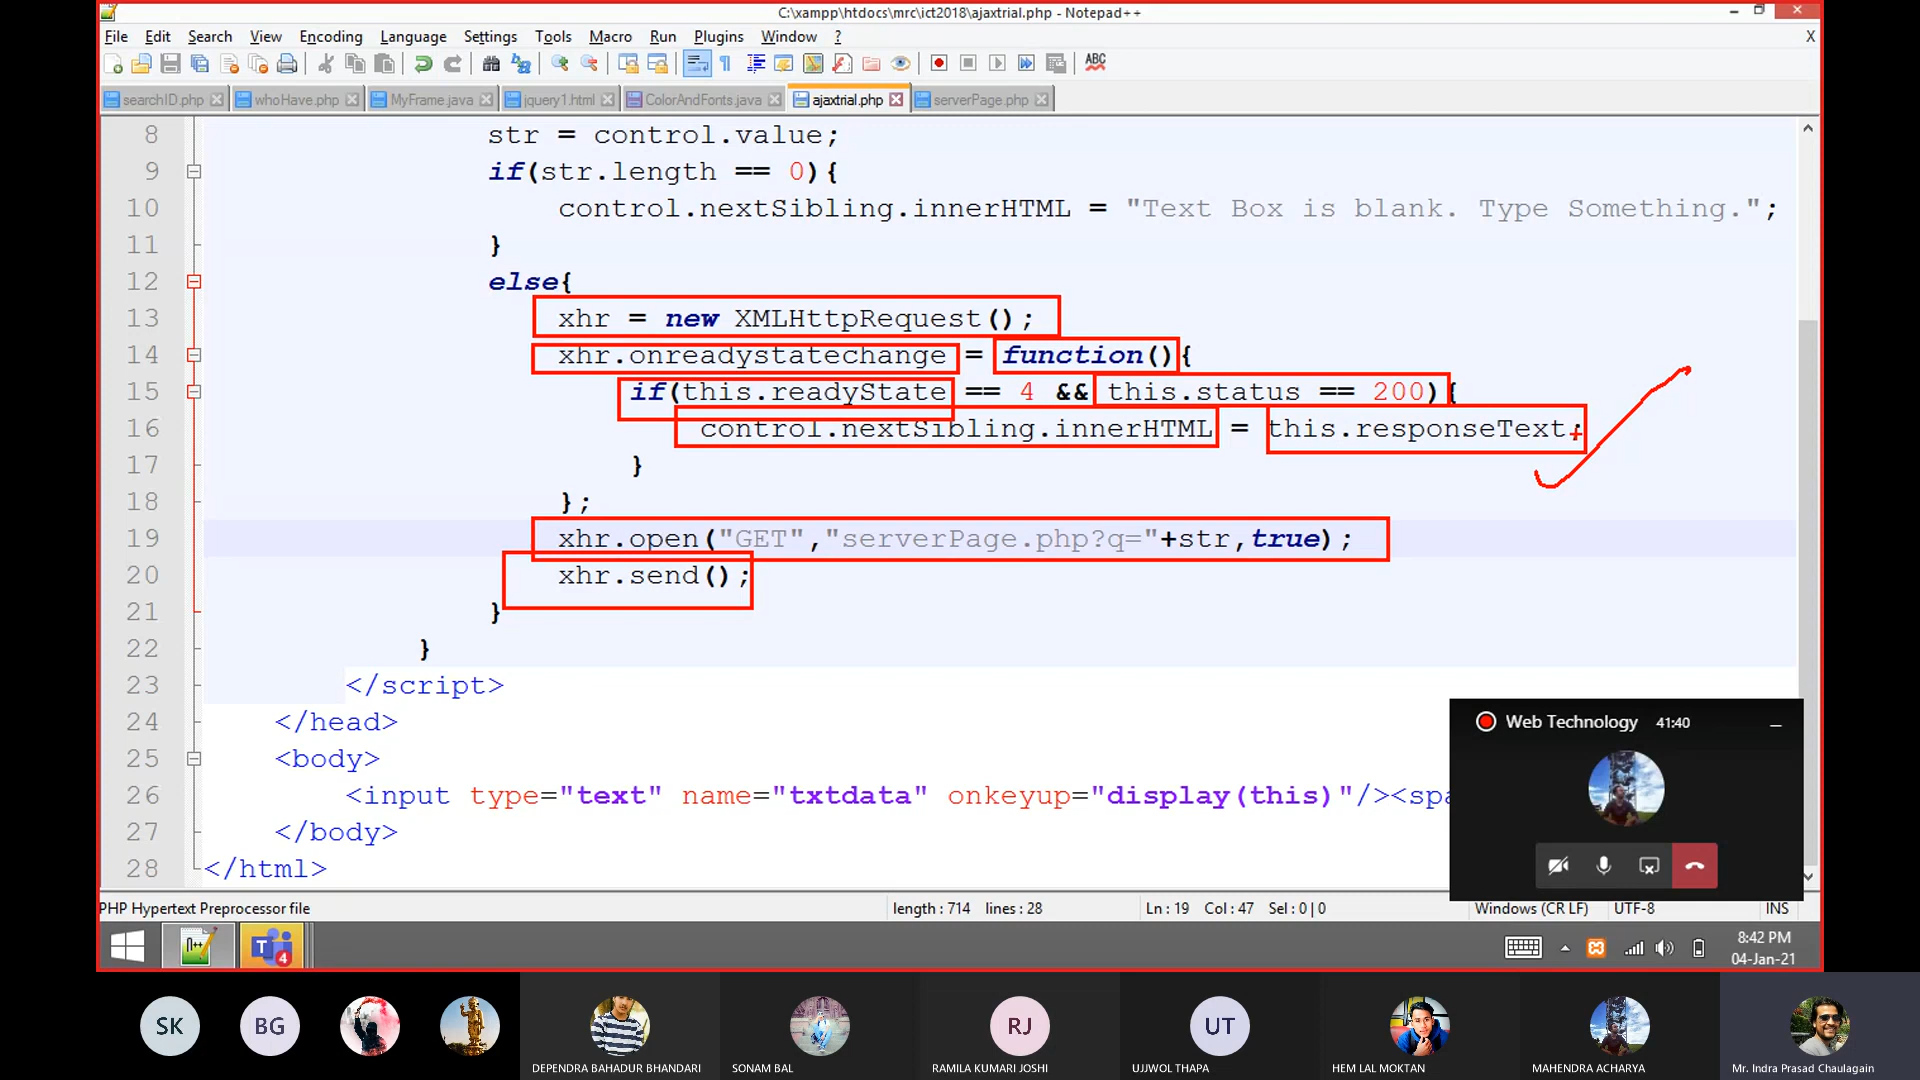 C:\xampp\htdocs\mrc\ict2018\ajaxtrial.php - Notepad++
File Edit Search View Encoding Language Settings Tools Macro Run Plugins Window ? X
ABC
searchID.php whoHave.php MyFrame.java jquery1.html ColorAndFonts.java ajaxtrial.php serverPage.php
8 str = control.value;
9 if(str.length == 0){
10 control.nextSibling.innerHTML = "Text Box is blank. Type Something.";
11 }
12 else{
13 xhr = new XMLHttpRequest();
14 xhr.onreadystatechange = function(){
15 if(this.readyState == 4 && this.status == 200){
16 control.nextSibling.innerHTML = this.responseText;
17 }
18 };
19 xhr.open("GET","serverPage.php?q="+str,true);
20 xhr.send();
21 }
22 }
23 </script>
24 </head>
25 <body>
26 <input type="text" name="txtdata" onkeyup="display(this)"/><spa
27 </body>
28 </html>
Web Technology 41:40
PHP Hypertext Preprocessor file length : 714 lines : 28 Ln : 19 Col : 47 Sel : 0 | 0 Windows (CR LF) UTF-8 INS
T 4
8:42 PM
04-Jan-21
SK BG RJ UT
DEPENDRA BAHADUR BHANDARI SONAM BAL RAMILA KUMARI JOSHI UJJWOL THAPA HEM LAL MOKTAN MAHENDRA ACHARYA Mr. Indra Prasad Chaulagain